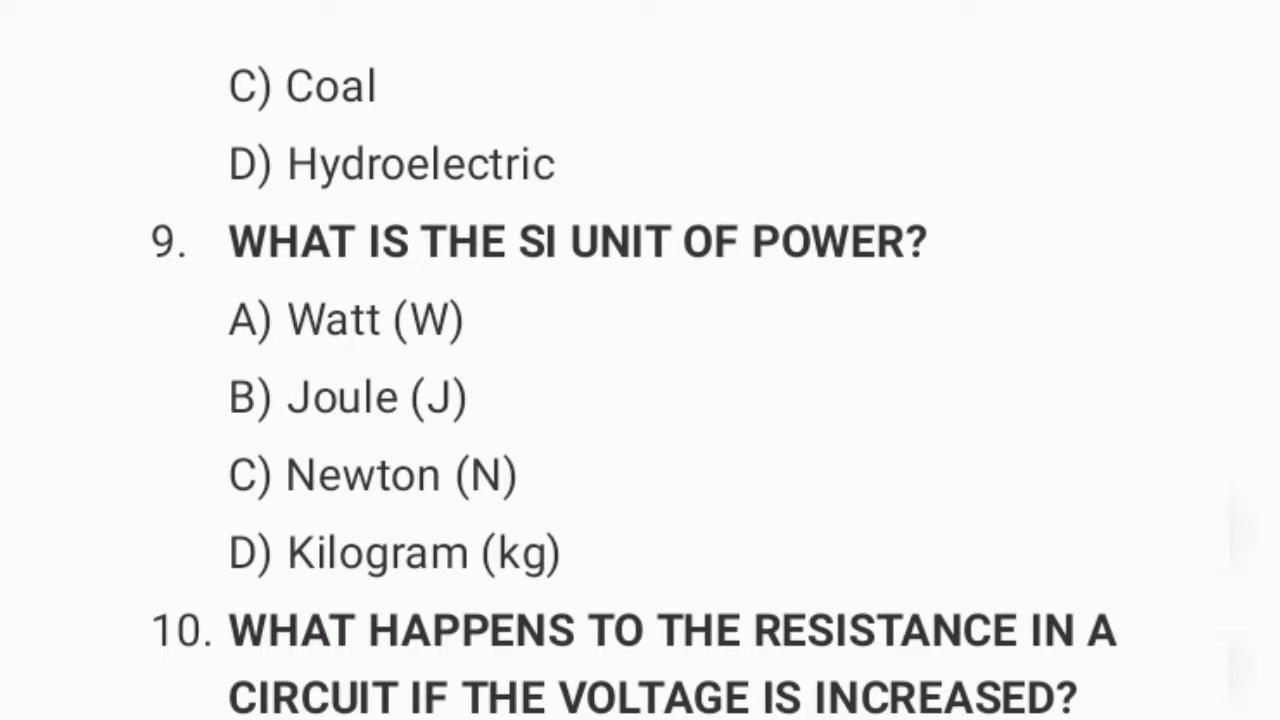 C) Coal
D) Hydroelectric
9. WHAT IS THE SI UNIT OF POWER?
A) Watt (W)
B) Joule (J)
C) Newton (N)
D) Kilogram (kg)
10. WHAT HAPPENS TO THE RESISTANCE IN A
CIRCUIT IF THE VOLTAGE IS INCREASED?